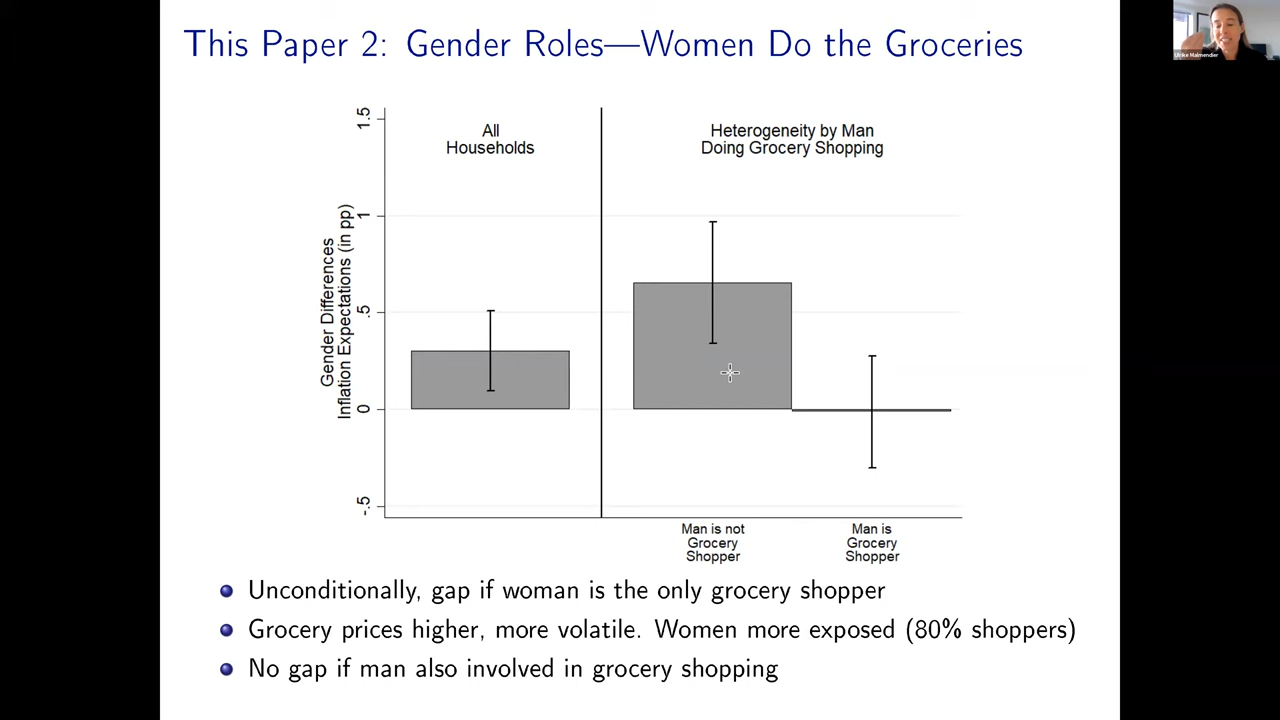 This Paper 2: Gender Roles—Women Do the Groceries
Ulrike Malmendier
All
Households
Heterogeneity by Man
Doing Grocery Shopping
Gender Differences
Inflation Expectations (in pp)
1.5
1
.5
0
-.5
Man is not
Grocery
Shopper
Man is
Grocery
Shopper
Unconditionally, gap if woman is the only grocery shopper
Grocery prices higher, more volatile. Women more exposed (80% shoppers)
No gap if man also involved in grocery shopping